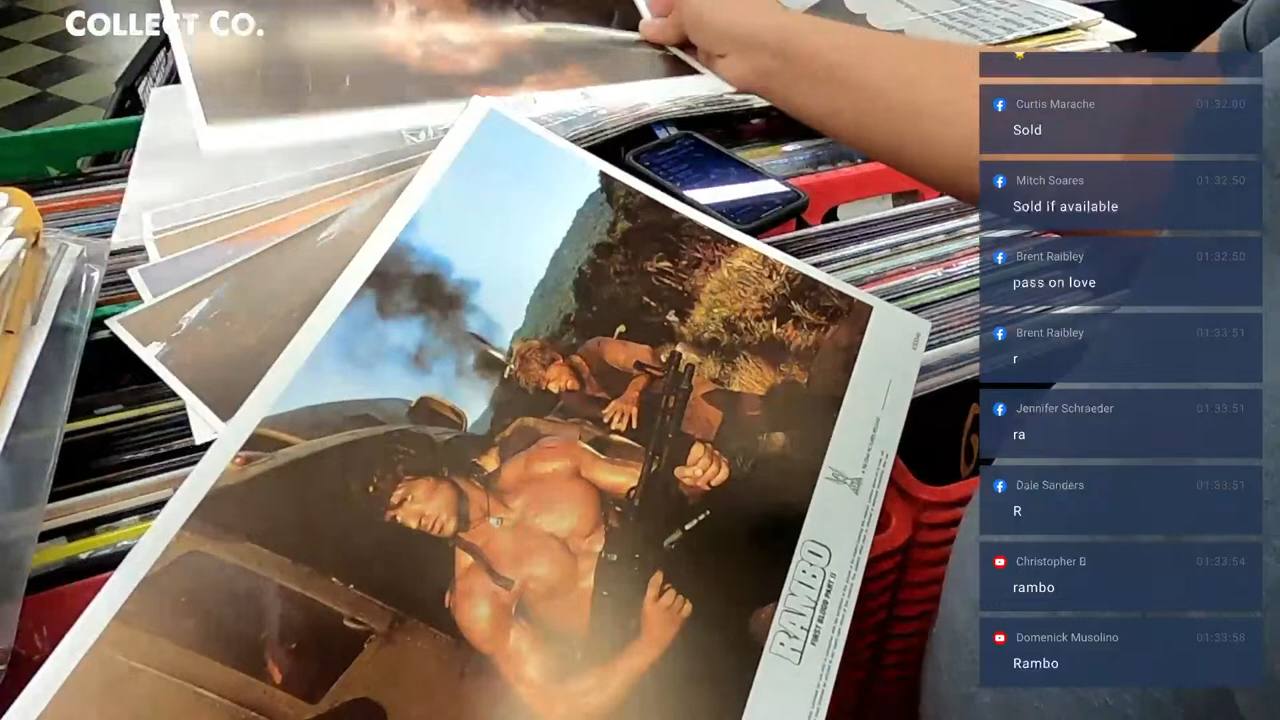 COLLECT CO.
Curtis Marache 01:32:00
Sold
Mitch Soares 01:32:50
Sold if available
Brent Raibley 01:32:50
pass on love
Brent Raibley 01:33:51
r
Jennifer Schraeder 01:33:51
ra
Dale Sanders 01:33:51
R
Christopher B 01:33:54
rambo
Domenick Musolino 01:33:58
Rambo
RAMBO
FIRST BLOOD PART II